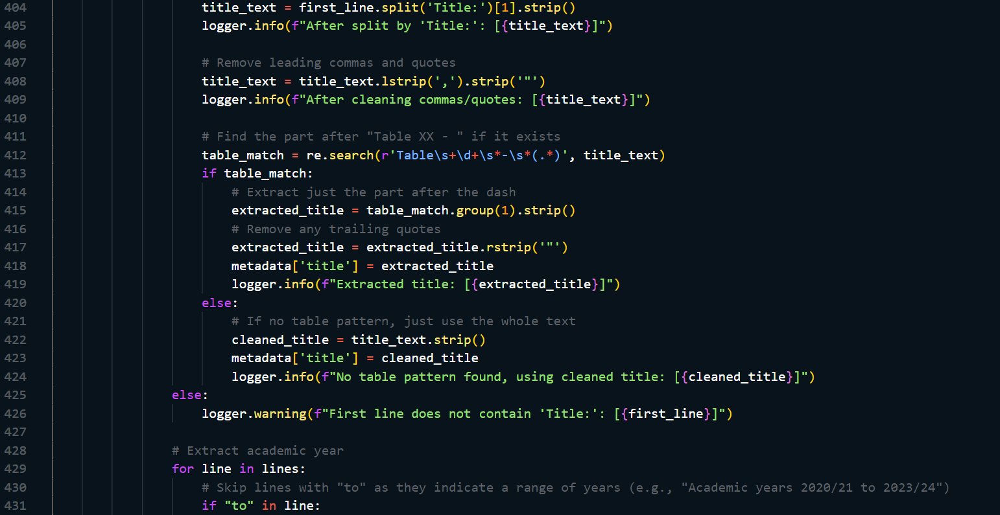 404 title_text = first_line.split('Title:')[1].strip()
405 logger.info(f"After split by 'Title:': [{title_text}]")
406
407 # Remove leading commas and quotes
408 title_text = title_text.lstrip(',').strip('"')
409 logger.info(f"After cleaning commas/quotes: [{title_text}]")
410
411 # Find the part after "Table XX - " if it exists
412 table_match = re.search(r'Table\s+\d+\s*-\s*(.*)', title_text)
413 if table_match:
414 # Extract just the part after the dash
415 extracted_title = table_match.group(1).strip()
416 # Remove any trailing quotes
417 extracted_title = extracted_title.rstrip('"')
418 metadata['title'] = extracted_title
419 logger.info(f"Extracted title: [{extracted_title}]")
420 else:
421 # If no table pattern, just use the whole text
422 cleaned_title = title_text.strip()
423 metadata['title'] = cleaned_title
424 logger.info(f"No table pattern found, using cleaned title: [{cleaned_title}]")
425 else:
426 logger.warning(f"First line does not contain 'Title:': [{first_line}]")
427
428 # Extract academic year
429 for line in lines:
430 # Skip lines with "to" as they indicate a range of years (e.g., "Academic years 2020/21 to 2023/24")
431 if "to" in line: